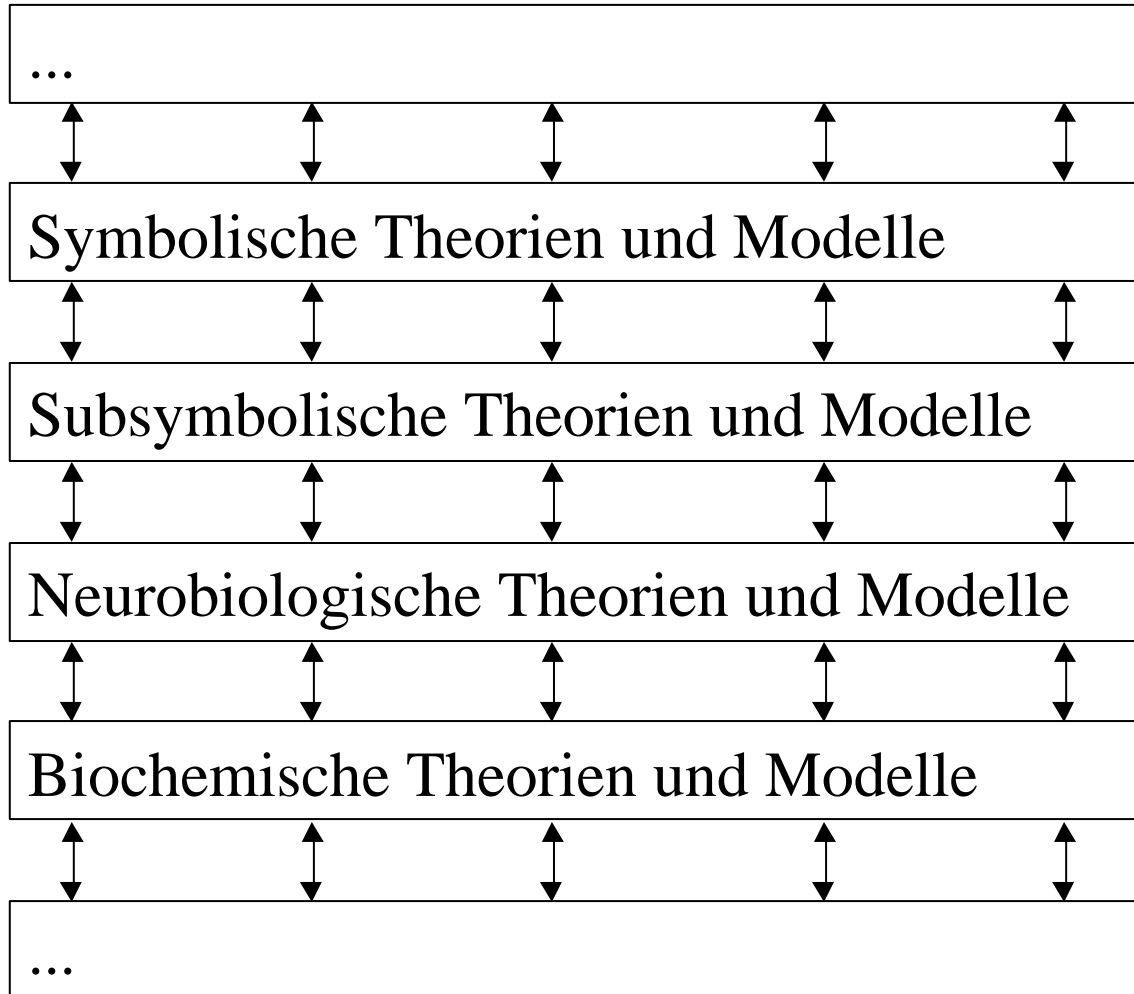 ...
Symbolische Theorien und Modelle
Subsymbolische Theorien und Modelle
Neurobiologische Theorien und Modelle
Biochemische Theorien und Modelle
...